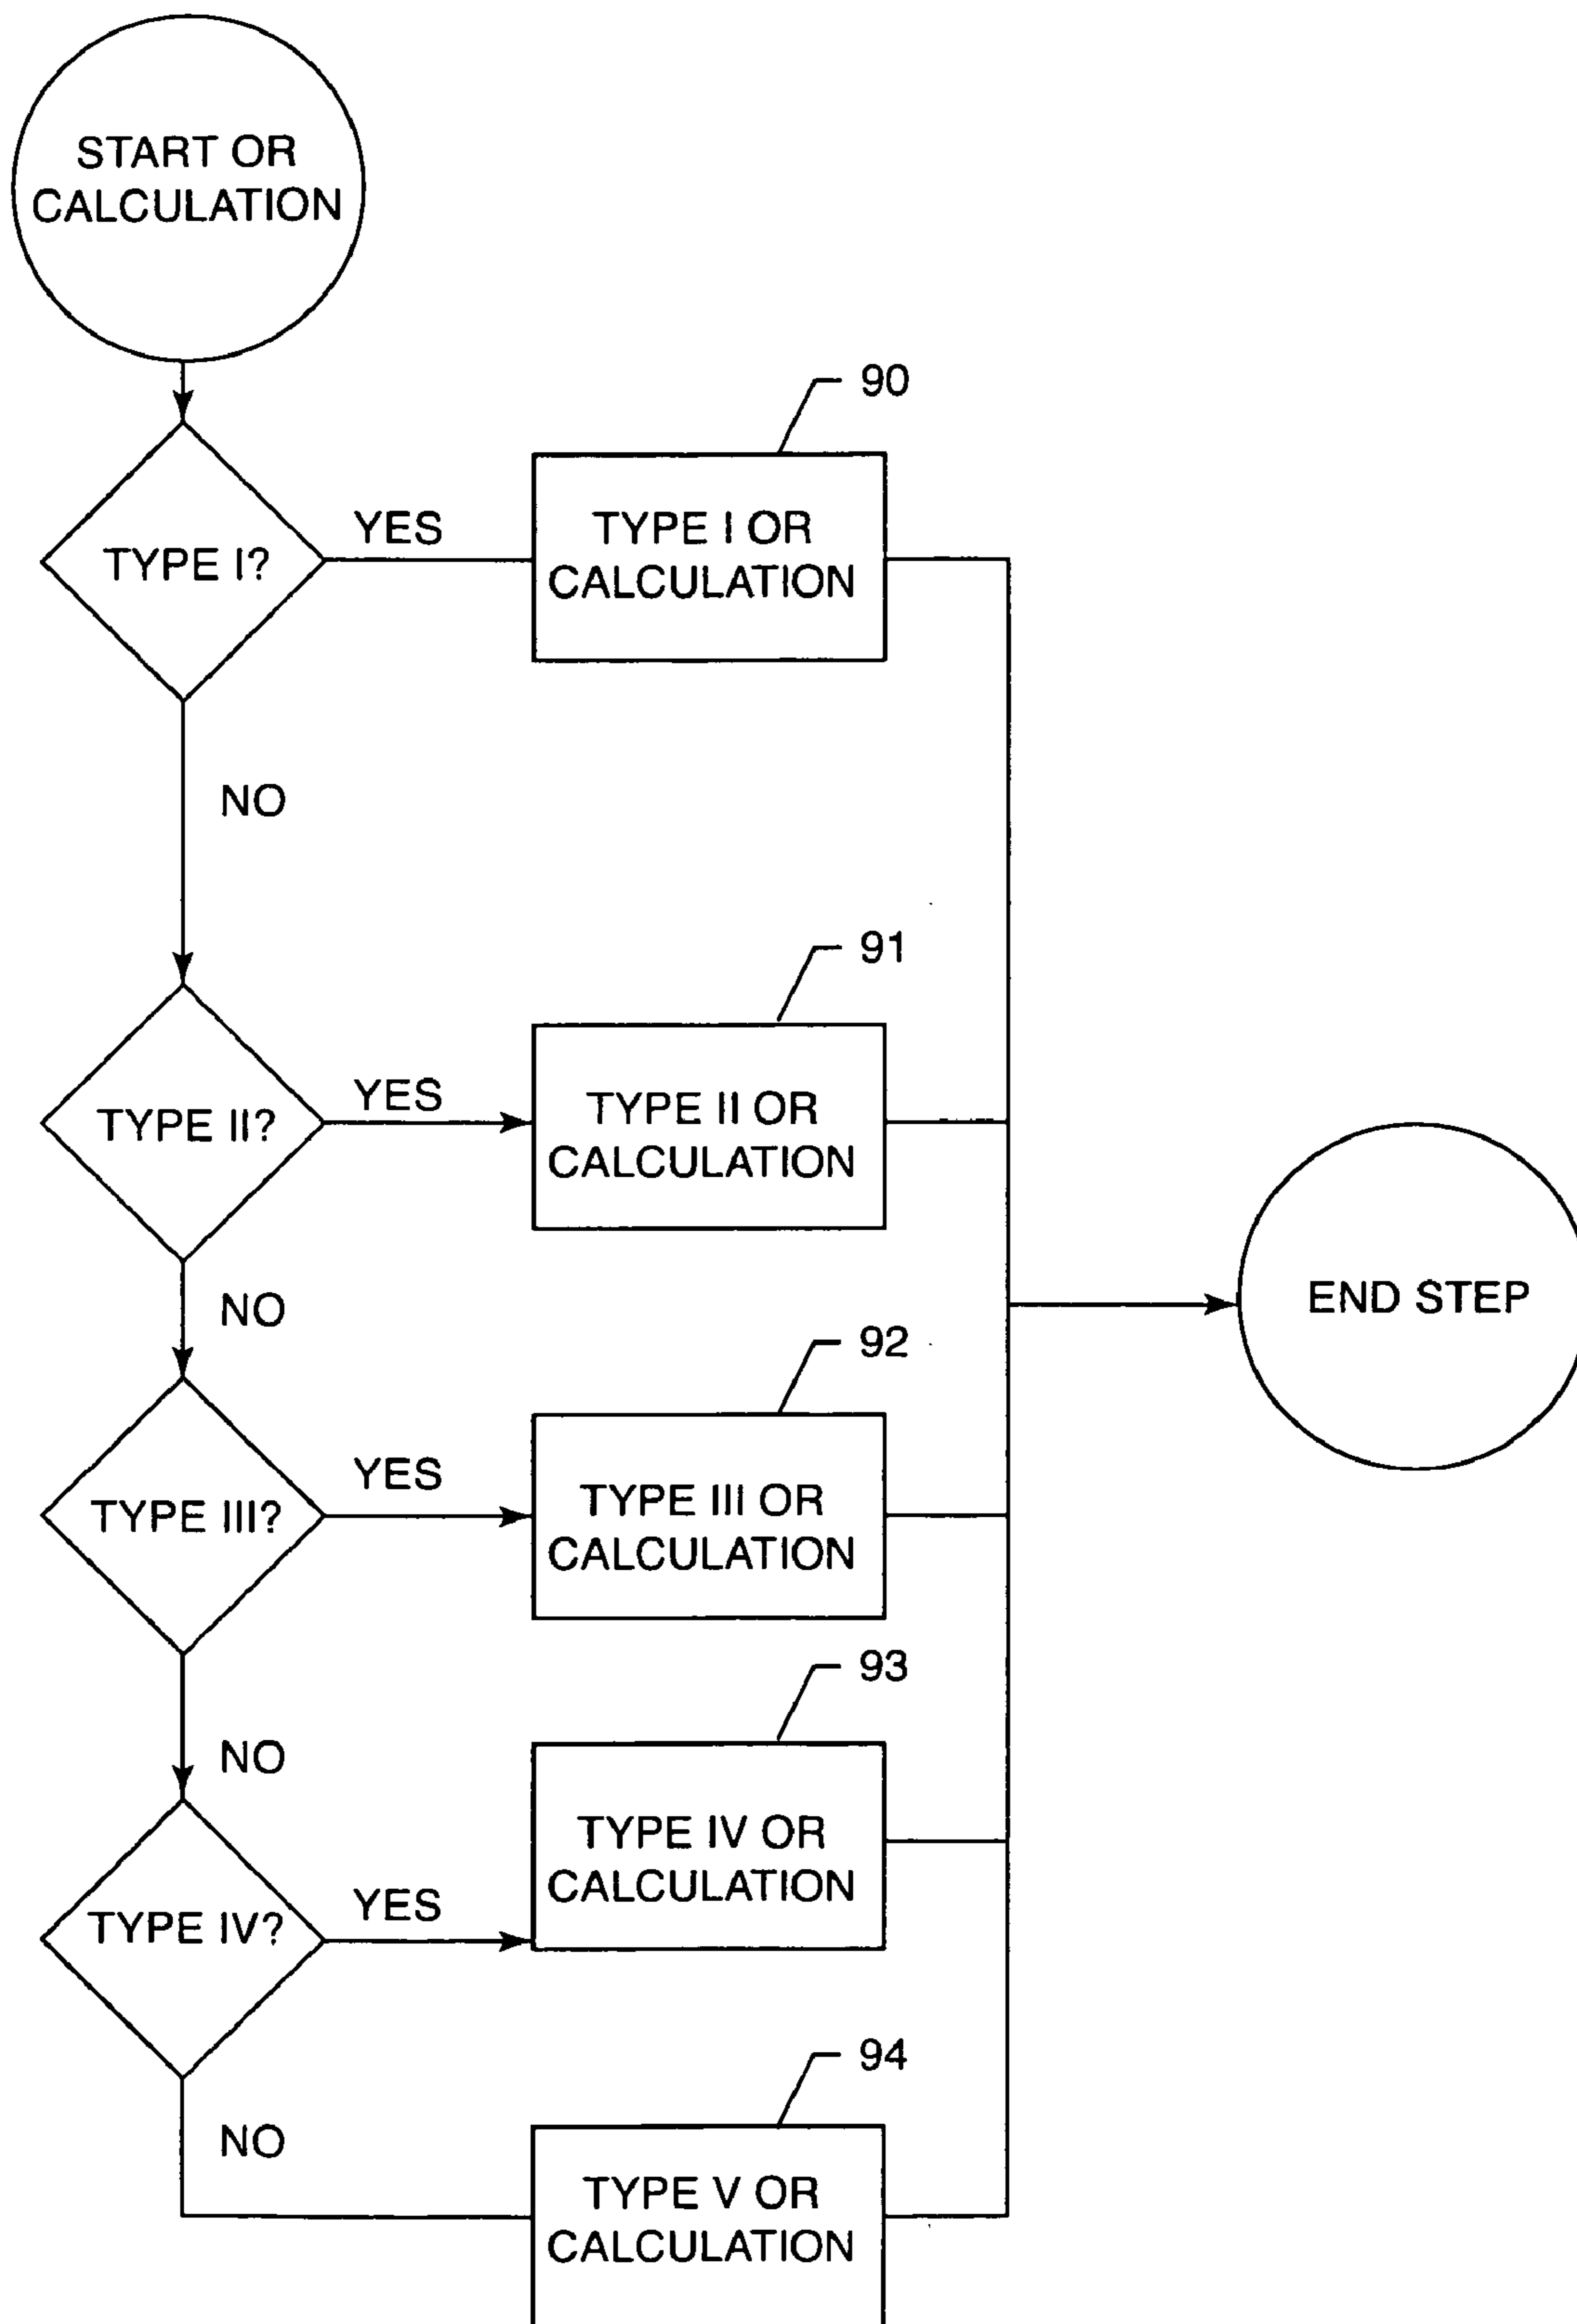 START OR
CALCULATION
90
TYPE I?
YES
TYPE I OR
CALCULATION
NO
91
TYPE II?
YES
TYPE II OR
CALCULATION
NO
END STEP
92
TYPE III?
YES
TYPE III OR
CALCULATION
NO
93
TYPE IV?
YES
TYPE IV OR
CALCULATION
NO
94
TYPE V OR
CALCULATION